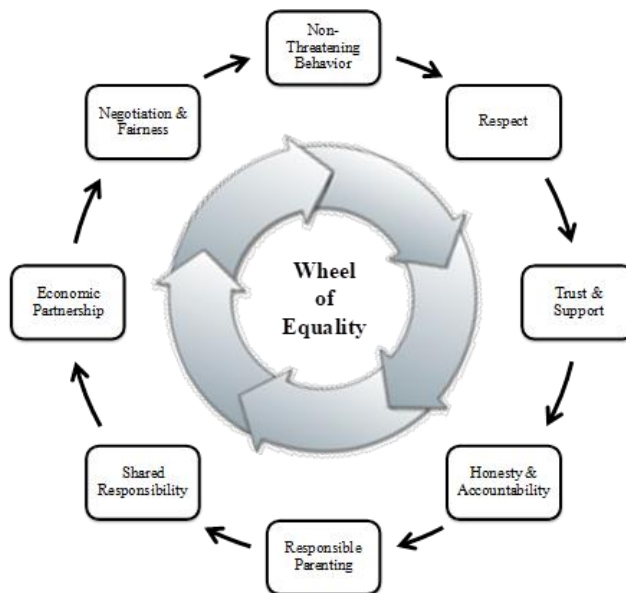 Non-
Threatening
Behavior
Respect
Trust &
Support
Honesty &
Accountability
Responsible
Parenting
Shared
Responsibility
Economic
Partnership
Negotiation &
Fairness
Wheel
of
Equality